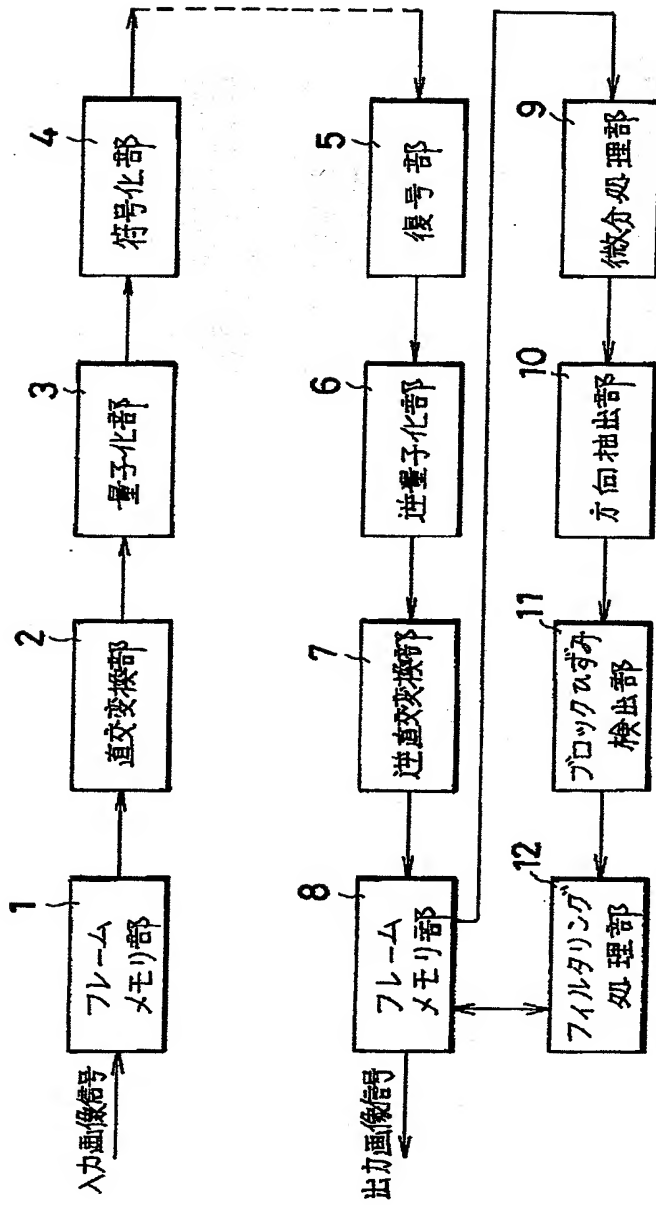 入力画像信号
1
フレーム
メモリ部
2
直交変換部
3
量子化部
4
符号化部
5
復号部
6
逆量子化部
7
逆直交変換部
8
フレーム
メモリ部
出力画像信号
9
微分処理部
10
方向抽出部
11
ブロックひずみ
検出部
12
フィルタリング
処理部